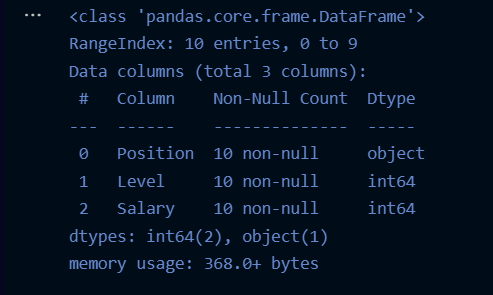 ... <class 'pandas.core.frame.DataFrame'>
RangeIndex: 10 entries, 0 to 9
Data columns (total 3 columns):
 #   Column    Non-Null Count  Dtype
---  ------    --------------  -----
 0   Position  10 non-null     object
 1   Level     10 non-null     int64
 2   Salary    10 non-null     int64
dtypes: int64(2), object(1)
memory usage: 368.0+ bytes